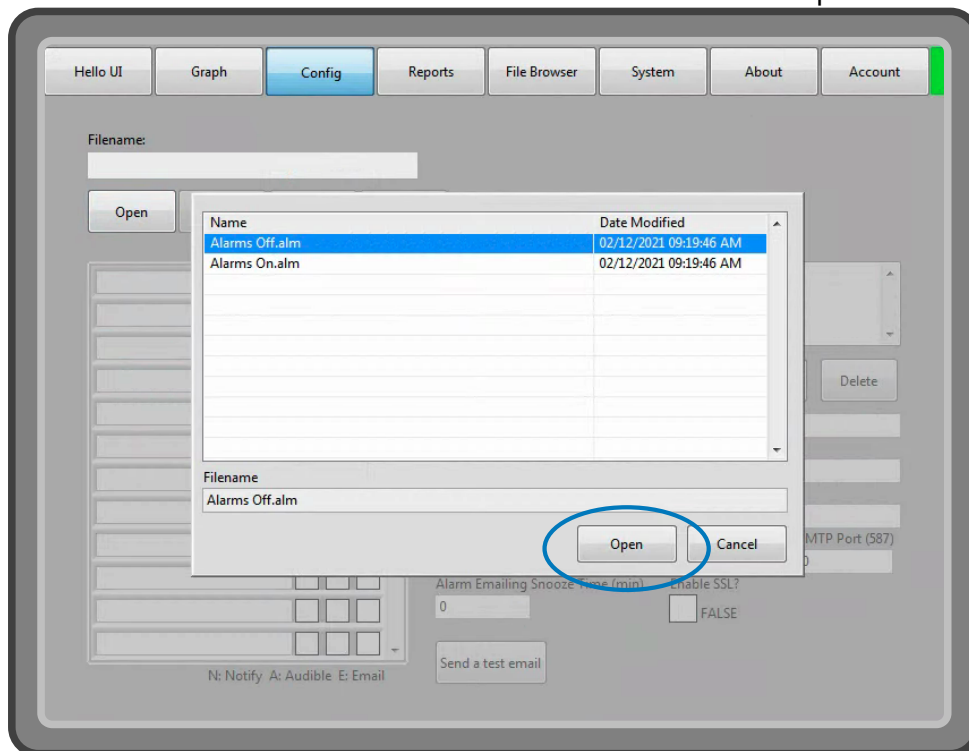 Hello UI Graph Config Reports File Browser System About Account
Filename:
Open
Name Date Modified
Alarms Off.alm 02/12/2021 09:19:46 AM
Alarms On.alm 02/12/2021 09:19:46 AM
Delete
Filename
Alarms Off.alm
Open Cancel
MTP Port (587)
Alarm Emailing Snooze Time (min) Enable SSL?
0
FALSE
Send a test email
N: Notify A: Audible E: Email